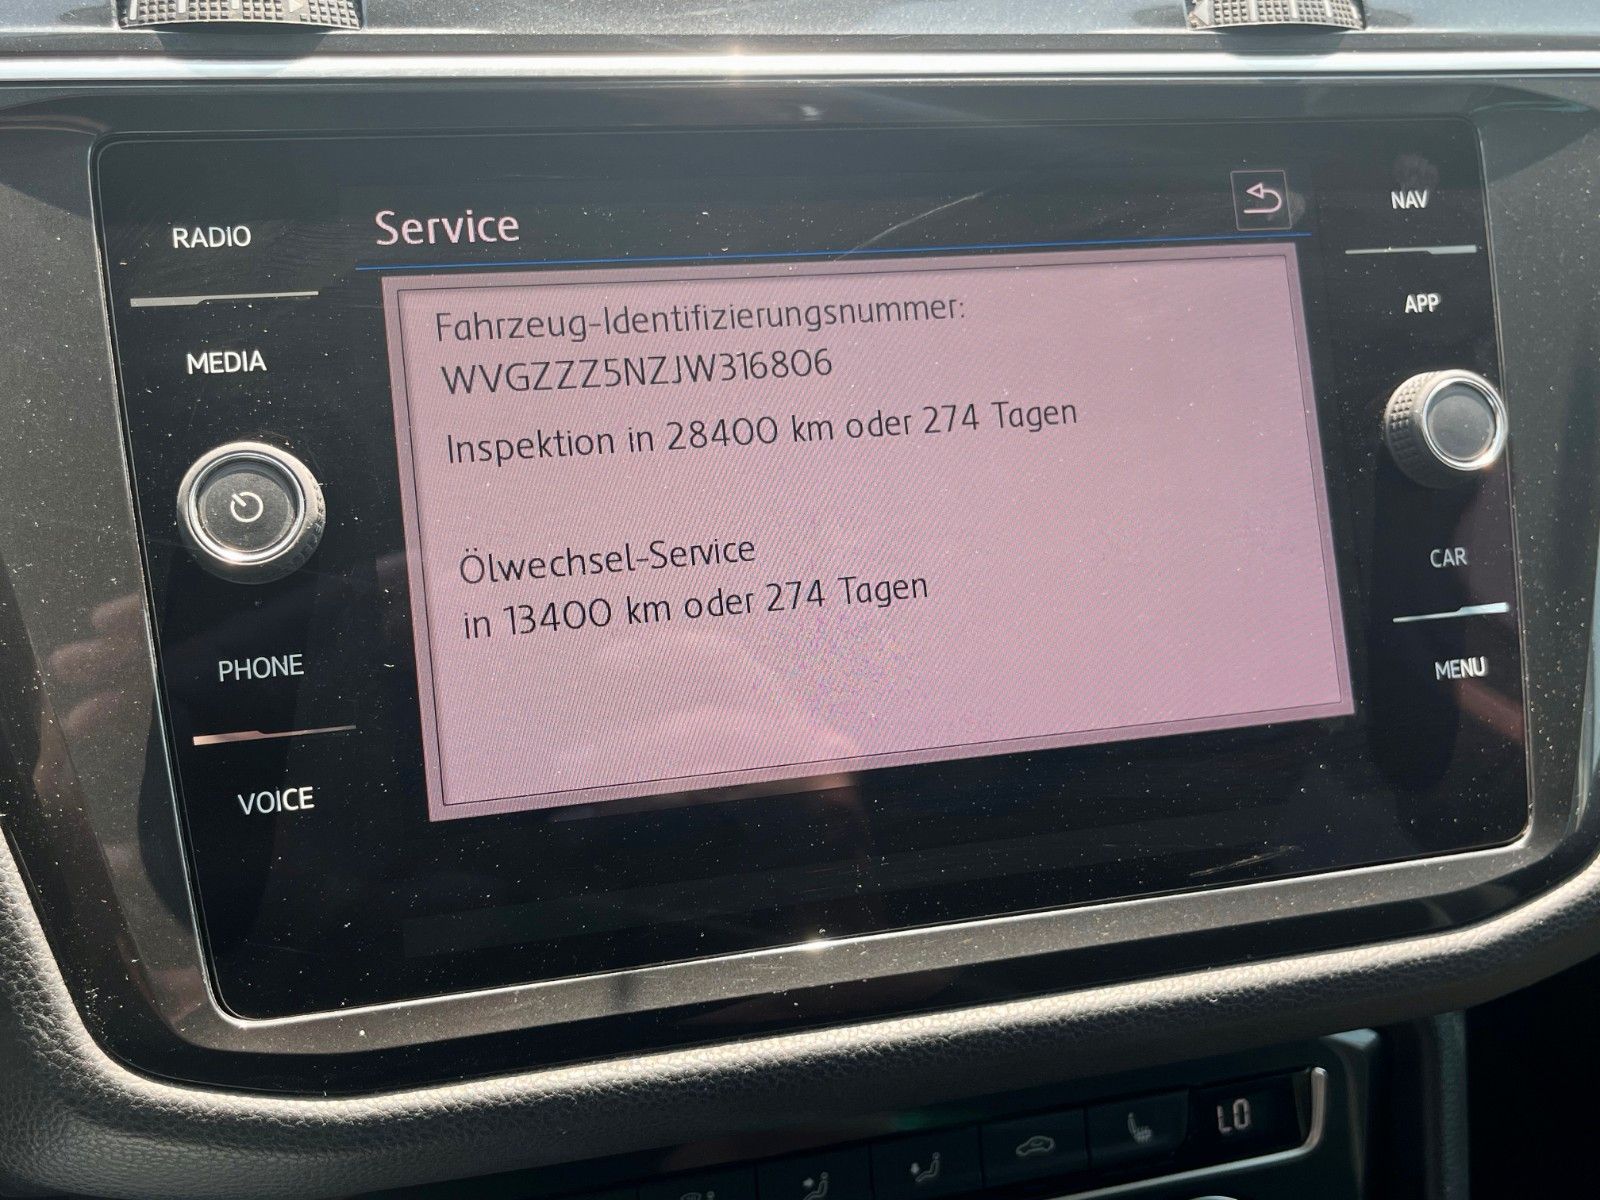 RADIO
MEDIA
PHONE
VOICE
Service
Fahrzeug-Identifizierungsnummer:
WVGZZZ5NZJW316806
Inspektion in 28400 km oder 274 Tagen
Ölwechsel-Service
in 13400 km oder 274 Tagen
NAV
APP
CAR
MENU
LO